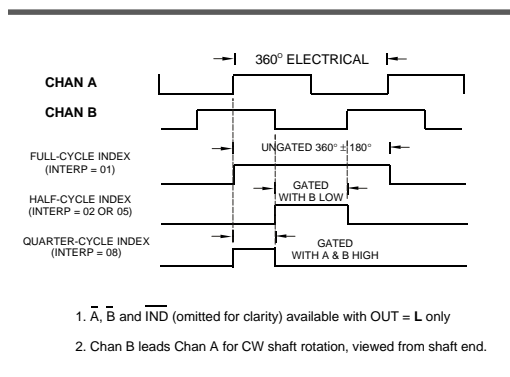 360° ELECTRICAL
CHAN A
CHAN B
UNGATED 360° ± 180°
FULL-CYCLE INDEX
(INTERP = 01)
GATED
WITH B LOW
HALF-CYCLE INDEX
(INTERP = 02 OR 05)
QUARTER-CYCLE INDEX
(INTERP = 08)
GATED
WITH A & B HIGH
1. A̅, B̅ and I̅N̅D̅ (omitted for clarity) available with OUT = L only
2. Chan B leads Chan A for CW shaft rotation, viewed from shaft end.